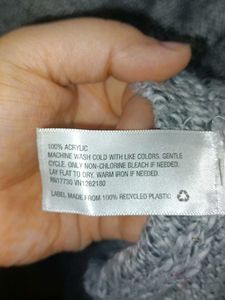 100% ACRYLIC
MACHINE WASH COLD WITH LIKE COLORS. GENTLE
CYCLE. ONLY NON-CHLORINE BLEACH IF NEEDED.
LAY FLAT TO DRY. WARM IRON IF NEEDED.
RN17730 VN1262180
LABEL MADE FROM 100% RECYCLED PLASTIC